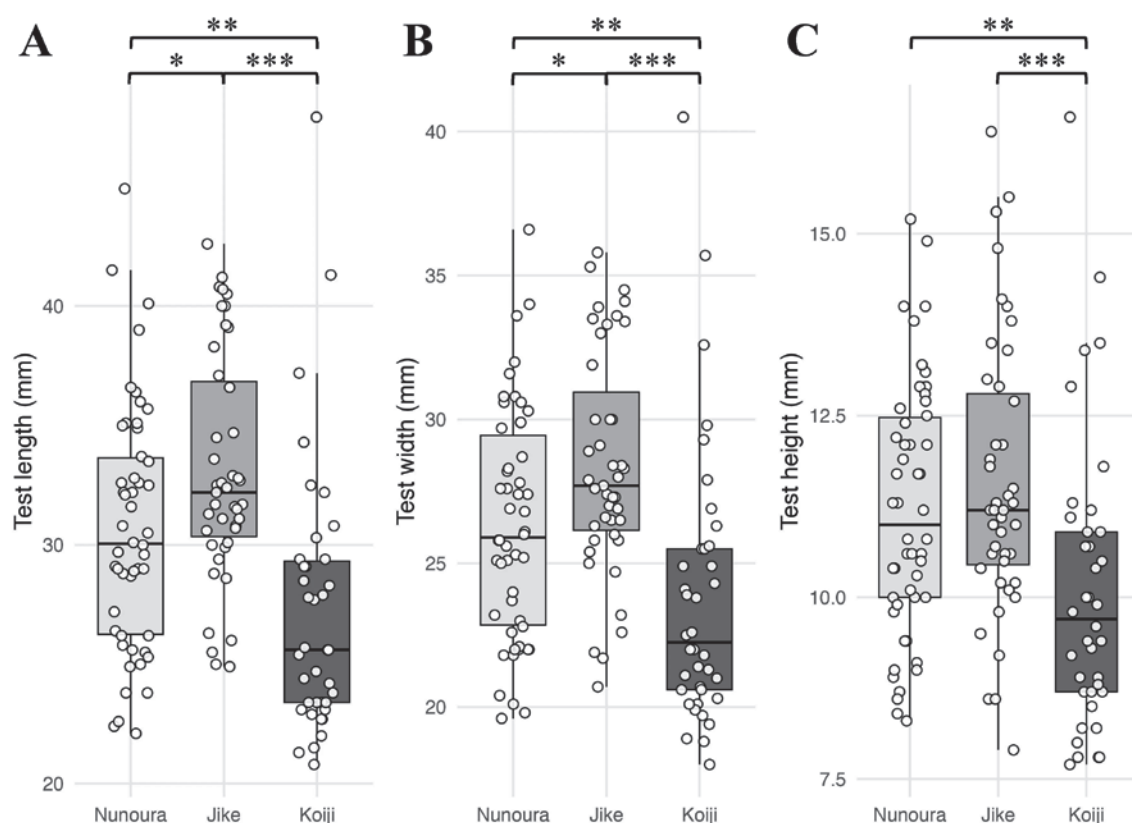 A
**
*
***
Test length (mm)
40
30
20
Nunoura
Jike
Koiji
B
**
*
***
Test width (mm)
40
35
30
25
20
Nunoura
Jike
Koiji
C
**
***
Test height (mm)
15.0
12.5
10.0
7.5
Nunoura
Jike
Koiji